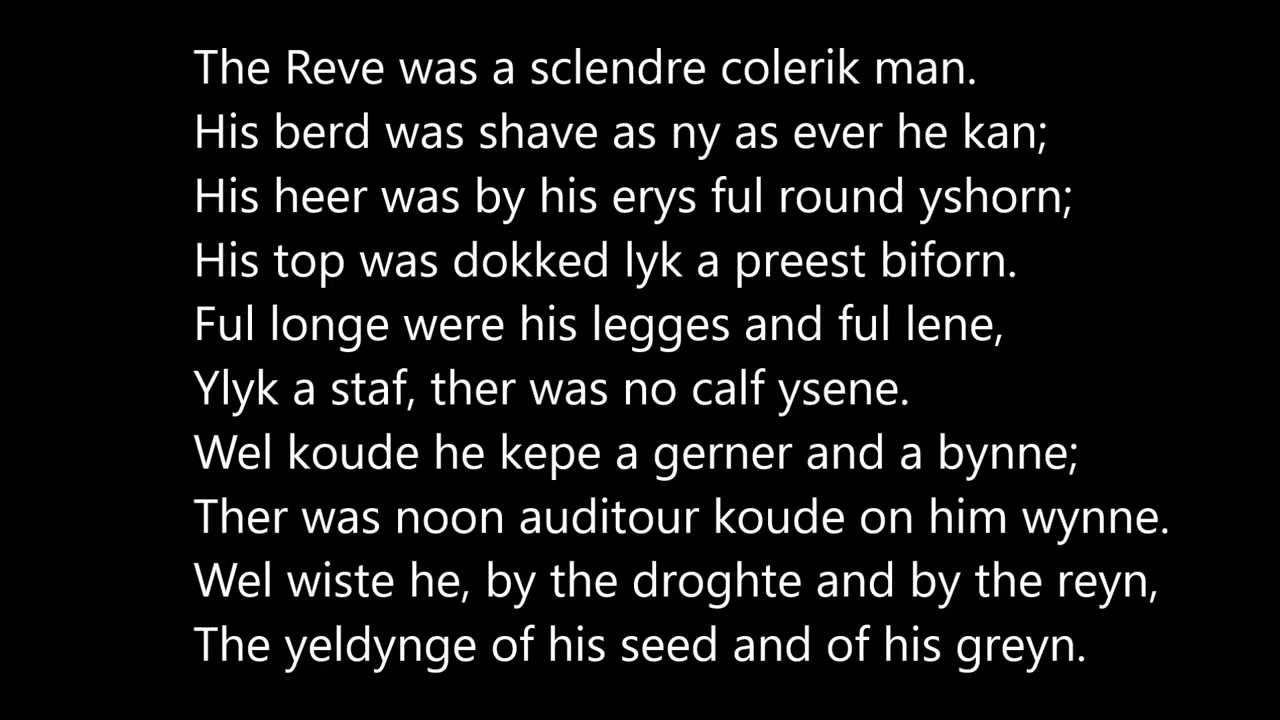 The Reve was a sclendre colerik man.
His berd was shave as ny as ever he kan;
His heer was by his erys ful round yshorn;
His top was dokked lyk a preest biforn.
Ful longe were his legges and ful lene,
Ylyk a staf, ther was no calf ysene.
Wel koude he kepe a gerner and a bynne;
Ther was noon auditour koude on him wynne.
Wel wiste he, by the droghte and by the reyn,
The yeldynge of his seed and of his greyn.